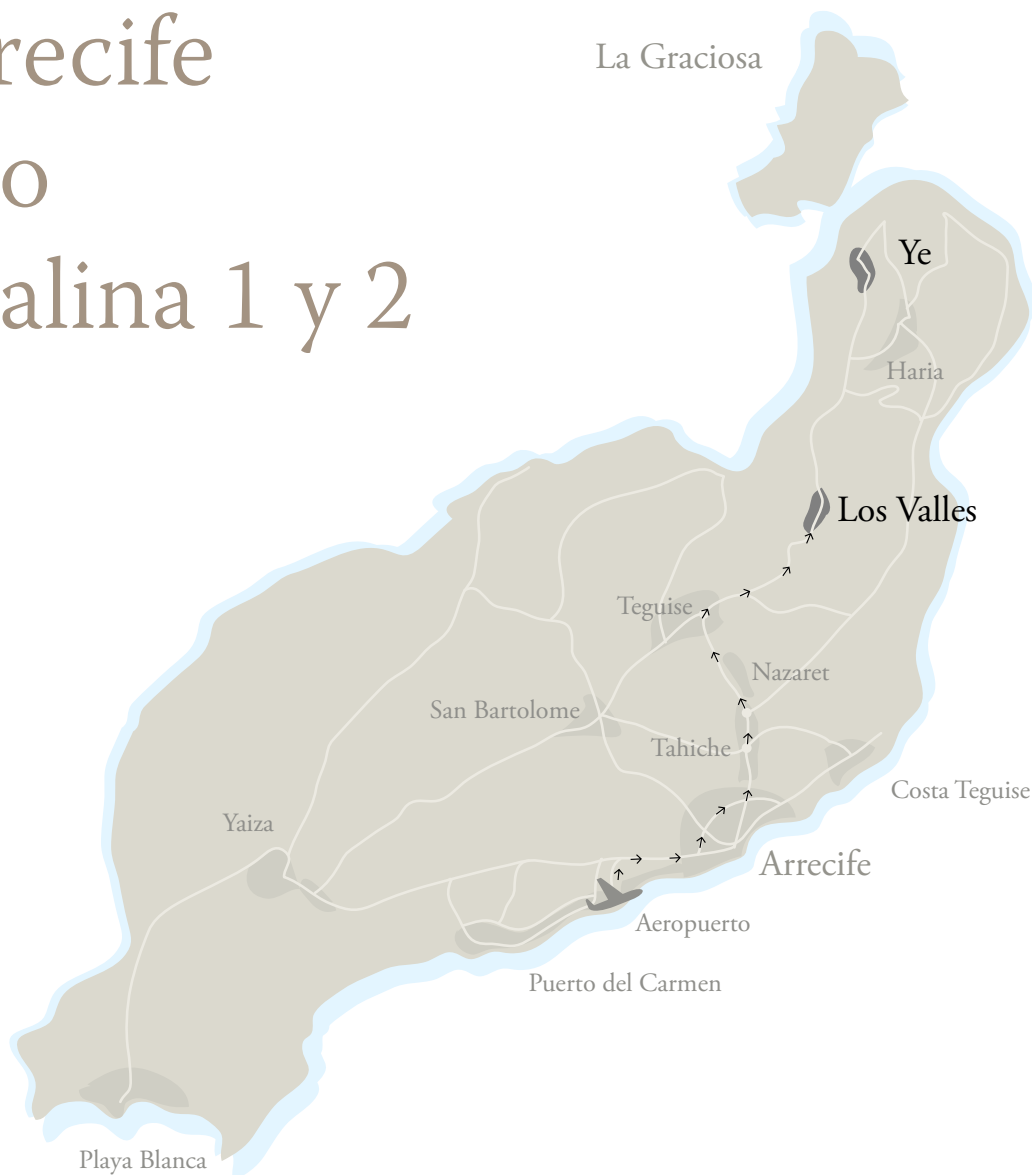 recife
o
alina 1 y 2
La Graciosa
Ye
Haria
Los Valles
Teguise
Nazaret
San Bartolome
Tahiche
Costa Teguise
Yaiza
Arrecife
Aeropuerto
Puerto del Carmen
Playa Blanca